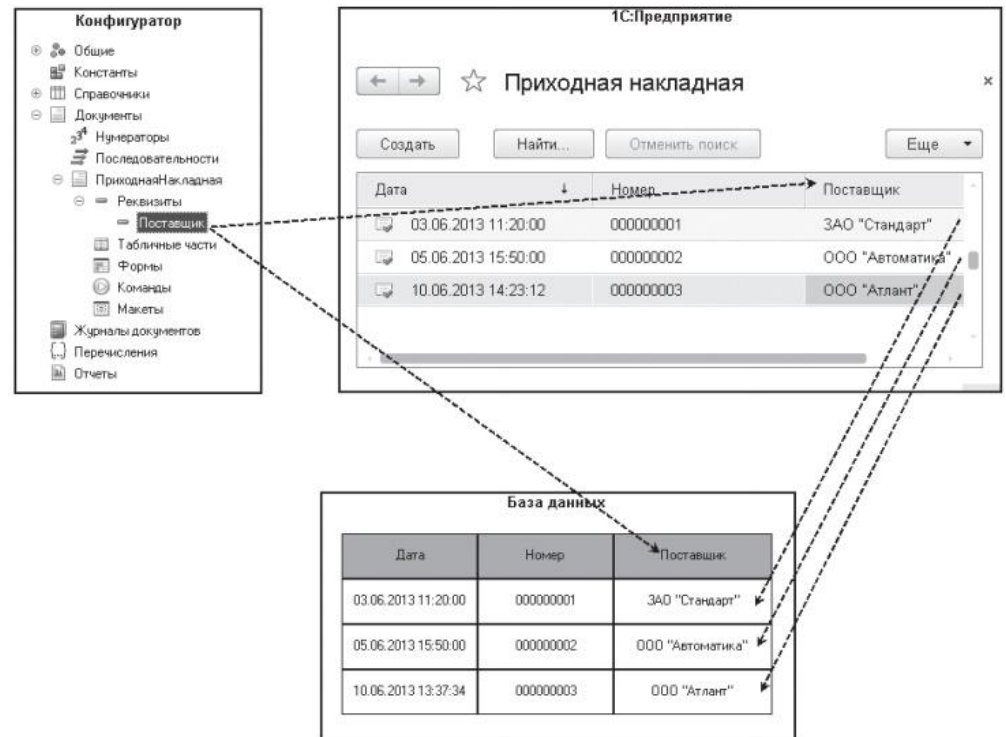 Конфигуратор
Общие
Константы
Справочники
Документы
Нумераторы
Последовательности
ПриходнаяНакладная
Реквизиты
Поставщик
Табличные части
Формы
Команды
Макеты
Журналы документов
Перечисления
Отчеты
1С:Предприятие
Приходная накладная
Создать Найти... Отменить поиск Еще
Дата Номер Поставщик
03.06.2013 11:20:00 000000001 ЗАО "Стандарт"
05.06.2013 15:50:00 000000002 ООО "Автоматика"
10.06.2013 14:23:12 000000003 ООО "Атлант"
База данных
Дата Номер Поставщик
03.06.2013 11:20:00 000000001 ЗАО "Стандарт"
05.06.2013 15:50:00 000000002 ООО "Автоматика"
10.06.2013 13:37:34 000000003 ООО "Атлант"